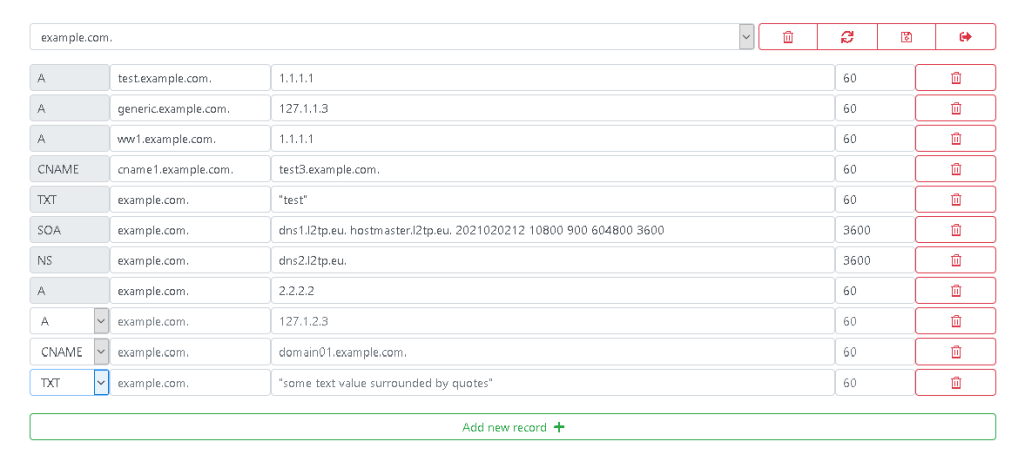 example.com.
A test.example.com. 1.1.1.1 60
A generic.example.com. 127.1.1.3 60
A ww1.example.com. 1.1.1.1 60
CNAME cname1.example.com. test3.example.com. 60
TXT example.com. "test" 60
SOA example.com. dns1.l2tp.eu. hostmaster.l2tp.eu. 2021020212 10800 900 604800 3600 3600
NS example.com. dns2.l2tp.eu. 3600
A example.com. 2.2.2.2 60
A example.com. 127.1.2.3 60
CNAME example.com. domain01.example.com. 60
TXT example.com. "some text value surrounded by quotes" 60
Add new record